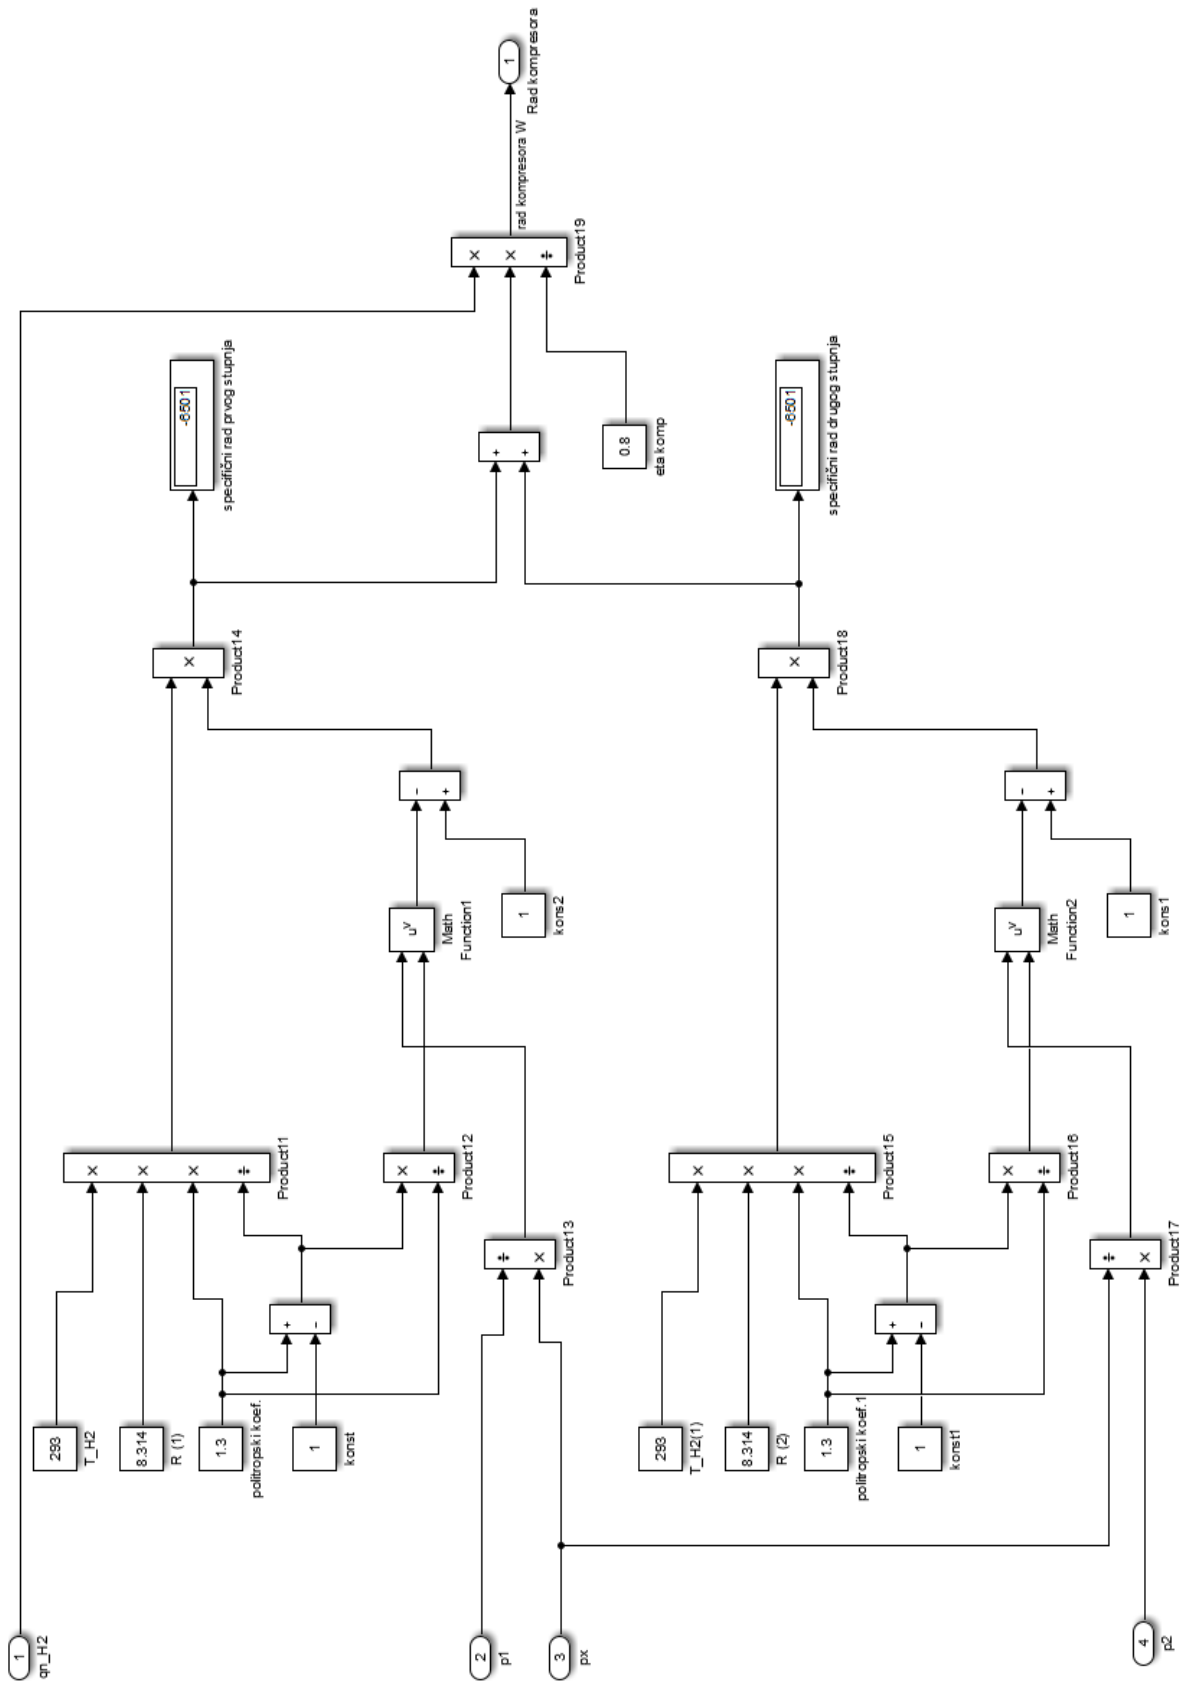 1
qn_H2
2
p1
3
px
4
p2
293
T_H2
8.314
R (1)
1.3
politropski koef.
1
konst
+
-
×
×
×
÷
Product11
×
÷
Product12
÷
×
Product13
u^v
Math
Function1
1
kons2
-
+
×
Product14
-6501
specifični rad prvog stupnja
293
T_H2(1)
8.314
R (2)
1.3
politropski koef.1
1
konst1
+
-
×
×
×
÷
Product15
×
÷
Product16
÷
×
Product17
u^v
Math
Function2
1
kons1
-
+
×
Product18
-6501
specifični rad drugog stupnja
+
+
0.8
eta komp
×
×
÷
Product19
rad kompresora W
1
Rad kompresora